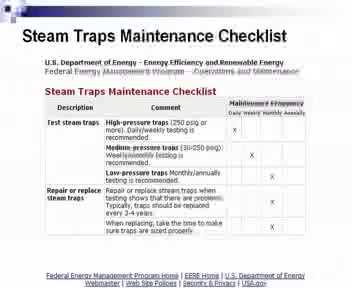 Steam Traps Maintenance Checklist
U.S. Department of Energy - Energy Efficiency and Renewable Energy
Federal Energy Management Program - Operations and Maintenance
Steam Traps Maintenance Checklist
Description Comment Maintenance Frequency
Daily Weekly Monthly Annually
Test steam traps High-pressure traps (250 psig or
more). Daily/weekly testing is
recommended. X
Medium-pressure traps (30-250 psig).
Weekly/monthly testing is
recommended. X
Low-pressure traps Monthly/annually
testing is recommended. X
Repair or replace
steam traps
Repair or replace stream traps when
testing shows that there are problems.
Typically, traps should be replaced
every 3-4 years. X
When replacing, take the time to make
sure traps are sized properly. X
Federal Energy Management Program Home | EERE Home | U.S. Department of Energy
Webmaster | Web Site Policies | Security & Privacy | USA.gov